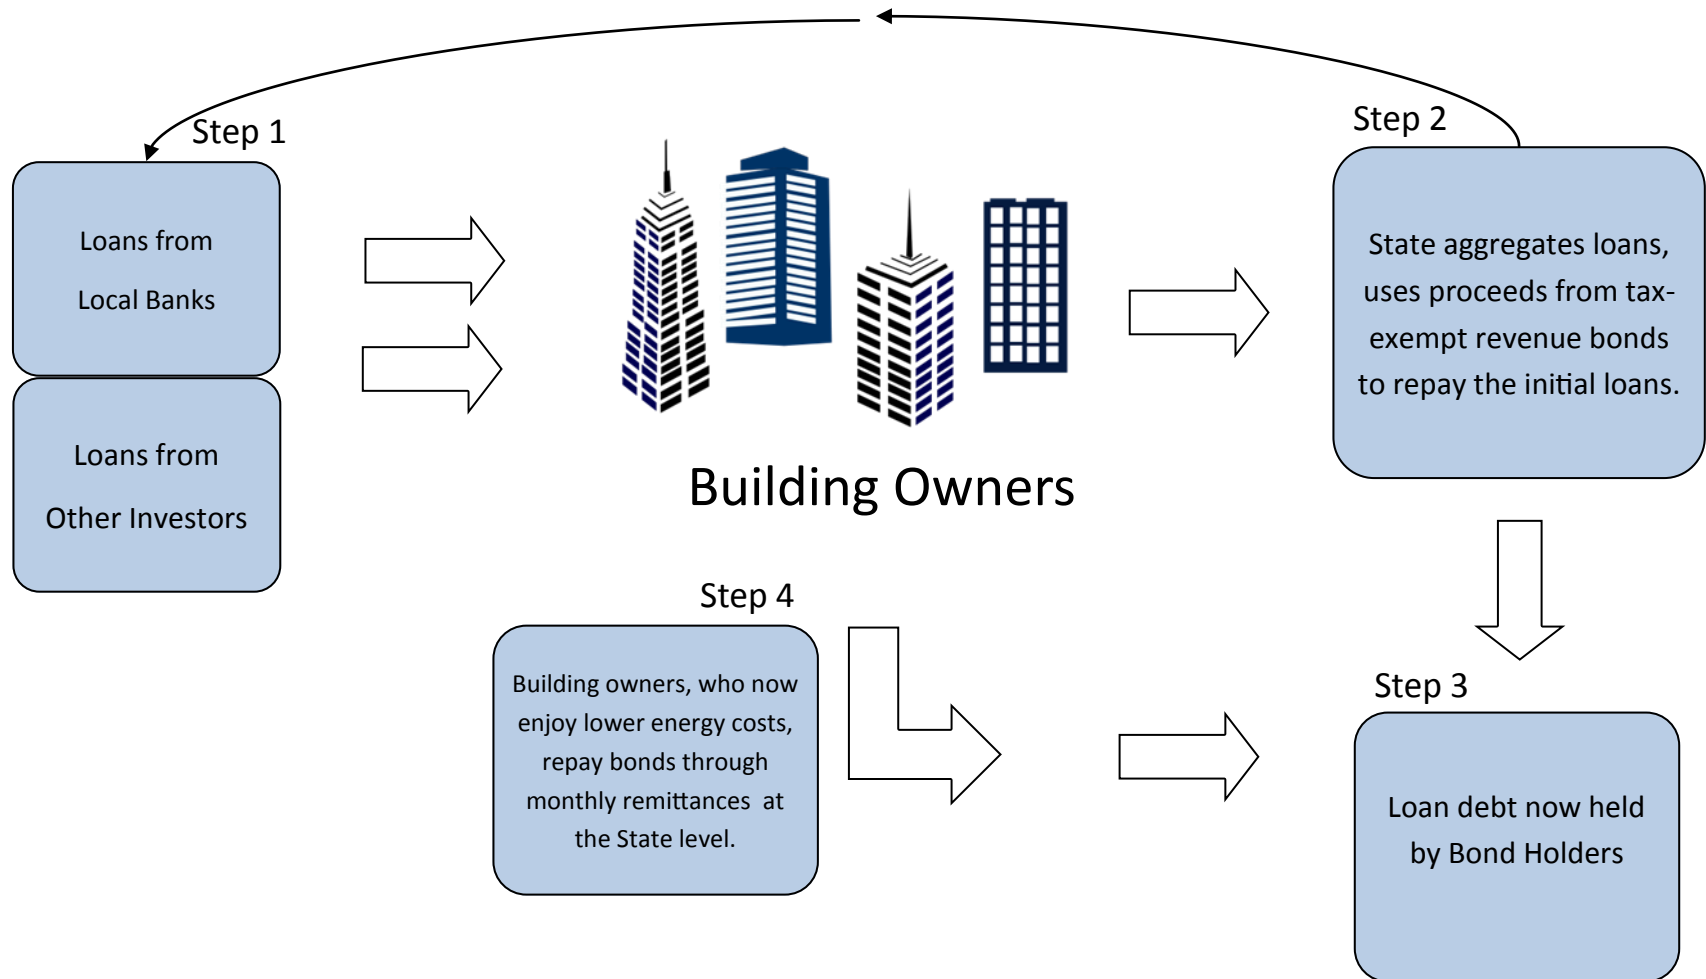 Step 1
Loans from
Local Banks
Loans from
Other Investors
Building Owners
Step 2
State aggregates loans,
uses proceeds from tax-
exempt revenue bonds
to repay the initial loans.
Step 3
Loan debt now held
by Bond Holders
Step 4
Building owners, who now
enjoy lower energy costs,
repay bonds through
monthly remittances at
the State level.